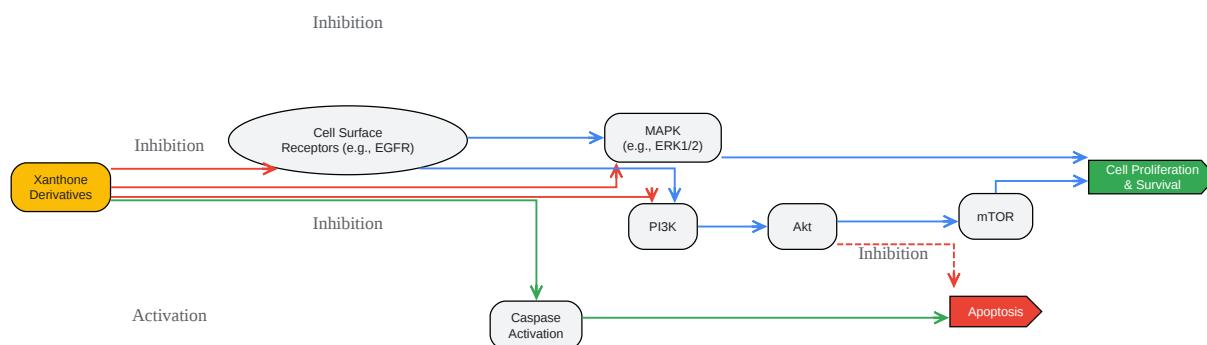 Inhibition
Cell Surface
Receptors (e.g., EGFR)
MAPK
(e.g., ERK1/2)
Inhibition
Xanthone
Derivatives
Cell Proliferation
& Survival
Inhibition
PI3K
Akt
mTOR
Inhibition
Activation
Caspase
Activation
Apoptosis